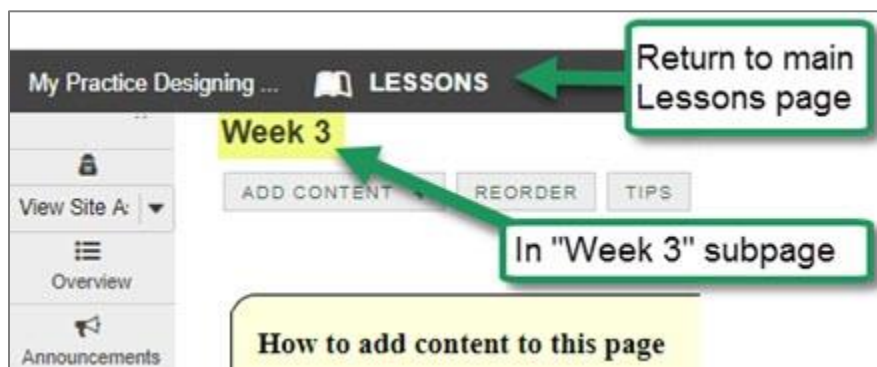 My Practice Designing ... LESSONS
Return to main
Lessons page
Week 3
View Site A
ADD CONTENT REORDER TIPS
In "Week 3" subpage
Overview
Announcements
How to add content to this page